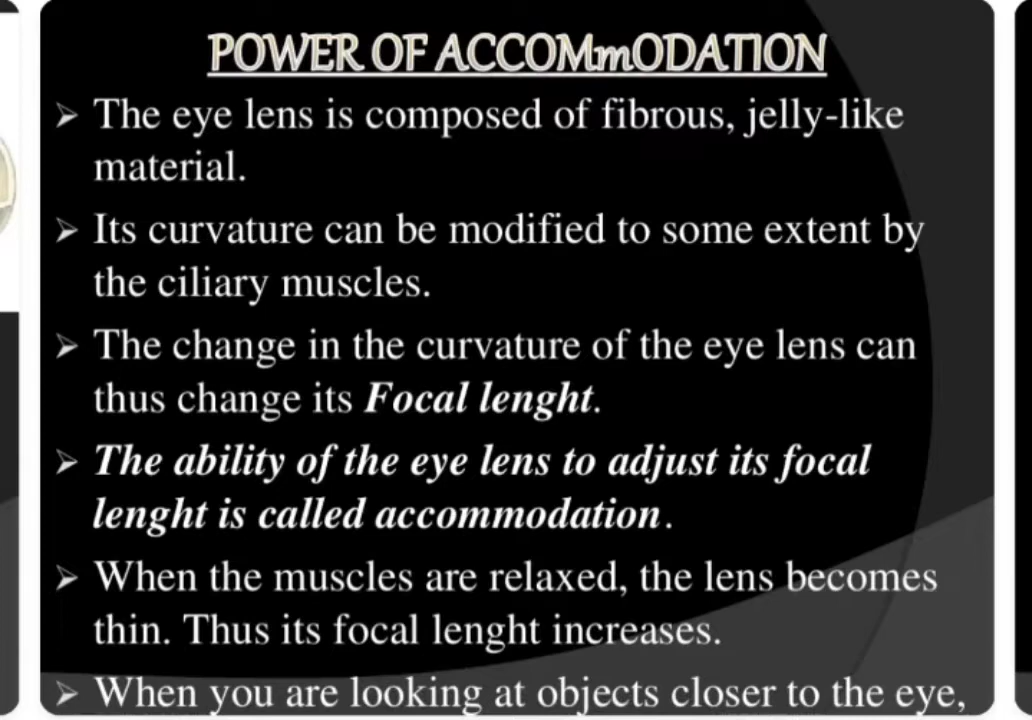 POWER OF ACCOMmODATION
➢ The eye lens is composed of fibrous, jelly-like
material.
➢ Its curvature can be modified to some extent by
the ciliary muscles.
➢ The change in the curvature of the eye lens can
thus change its Focal lenght.
➢ The ability of the eye lens to adjust its focal
lenght is called accommodation.
➢ When the muscles are relaxed, the lens becomes
thin. Thus its focal lenght increases.
➢ When you are looking at objects closer to the eye,